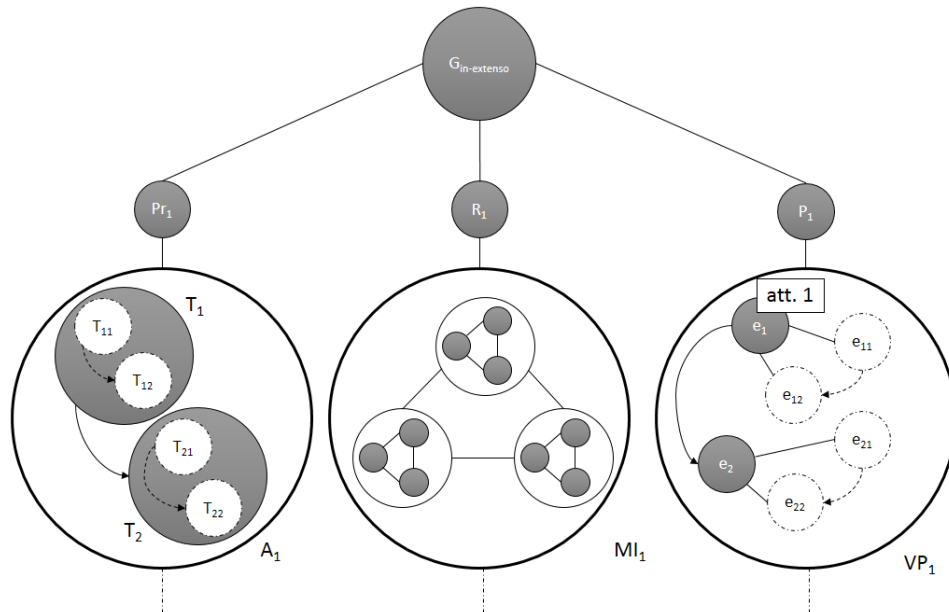 G in-extenso
Pr1
R1
P1
T1
T11
T12
T21
T22
T2
A1
MI1
att. 1
e1
e11
e12
e21
e2
e22
VP1